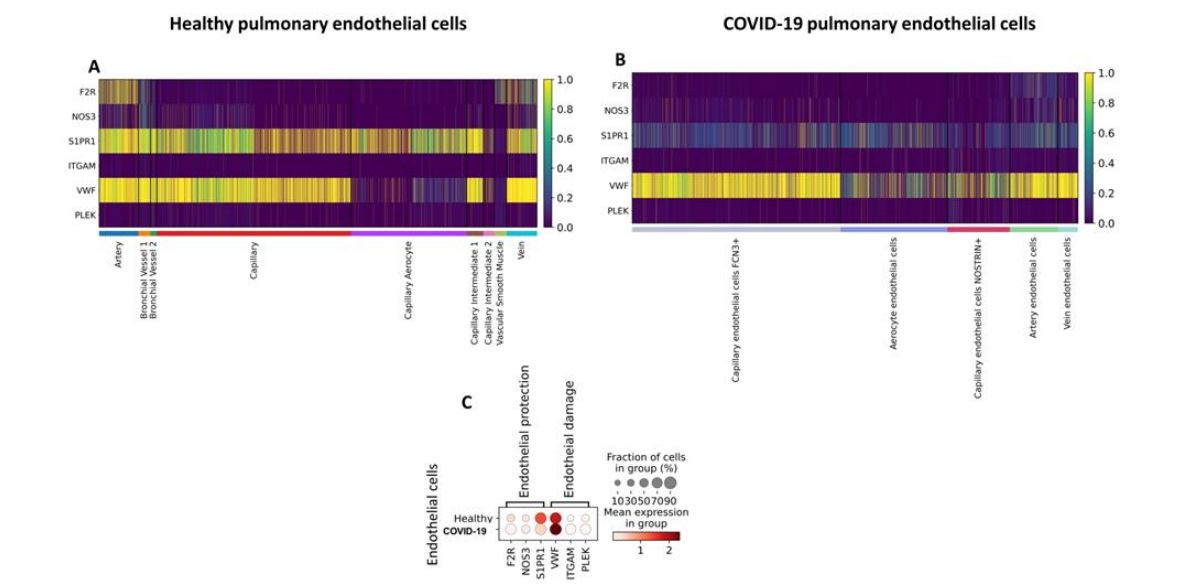 Healthy pulmonary endothelial cells
COVID-19 pulmonary endothelial cells
A
F2R
NOS3
S1PR1
ITGAM
VWF
PLEK
1.0
0.8
0.6
0.4
0.2
0.0
Artery
Bronchial Vessel 1
Bronchial Vessel 2
Capillary
Capillary Aerocyte
Capillary Intermediate 1
Capillary Intermediate 2
Vascular Smooth Muscle
Vein
B
F2R
NOS3
S1PR1
ITGAM
VWF
PLEK
1.0
0.8
0.6
0.4
0.2
0.0
Capillary endothelial cells FCN3+
Aerocyte endothelial cells
Capillary endothelial cells NOSTRIN+
Artery endothelial cells
Vein endothelial cells
C
Endothelial protection
Endotheial damage
Endothelial cells
Healthy
COVID-19
F2R
NOS3
S1PR1
VWF
ITGAM
PLEK
Fraction of cells
in group (%)
1030507090
Mean expression
in group
1 2